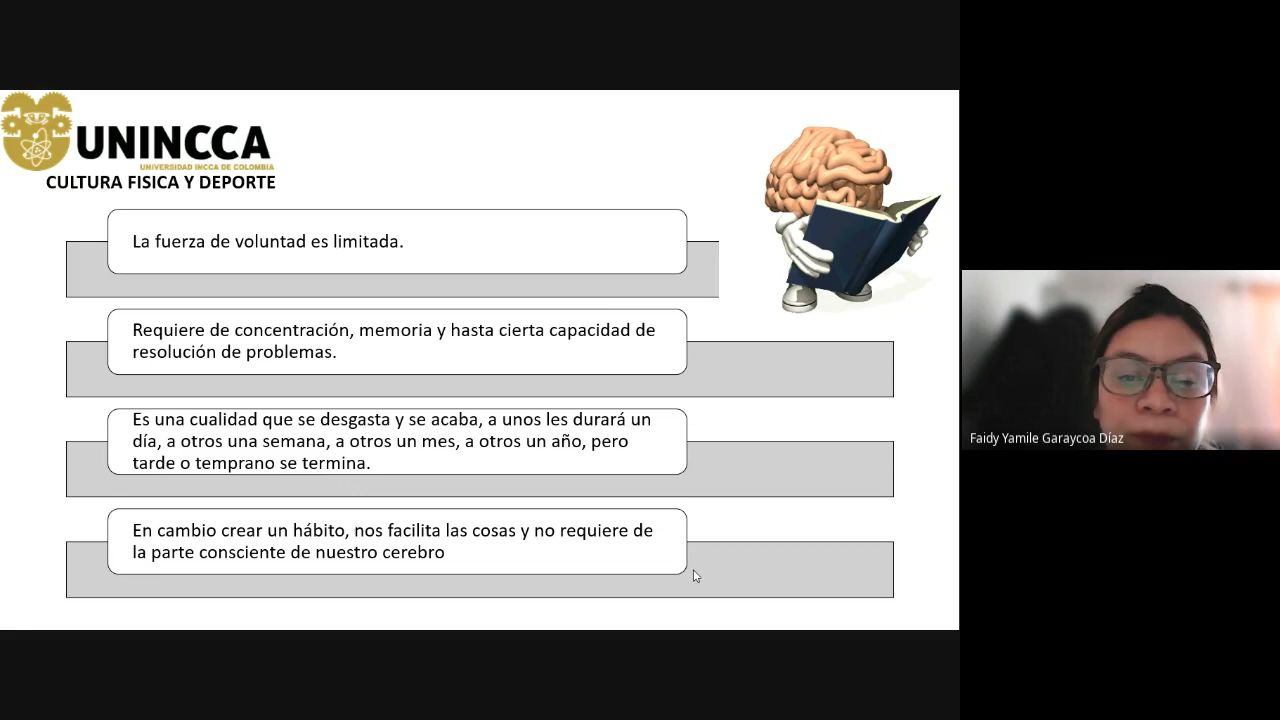 UNINCCA
UNIVERSIDAD INCCA DE COLOMBIA
CULTURA FISICA Y DEPORTE
La fuerza de voluntad es limitada.
Requiere de concentración, memoria y hasta cierta capacidad de
resolución de problemas.
Es una cualidad que se desgasta y se acaba, a unos les durará un
día, a otros una semana, a otros un mes, a otros un año, pero
tarde o temprano se termina.
En cambio crear un hábito, nos facilita las cosas y no requiere de
la parte consciente de nuestro cerebro
Faidy Yamile Garaycoa Díaz